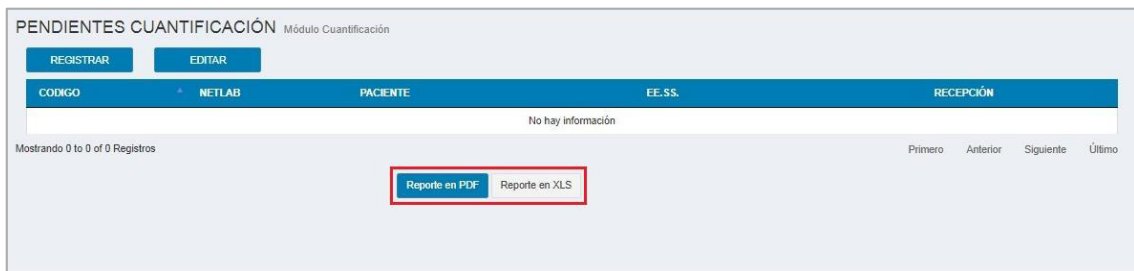 PENDIENTES CUANTIFICACIÓN Módulo Cuantificación
REGISTRAR EDITAR
CODIGO NETLAB PACIENTE EE.SS. RECEPCIÓN
No hay información
Mostrando 0 to 0 of 0 Registros Primero Anterior Siguiente Último
Reporte en PDF Reporte en XLS